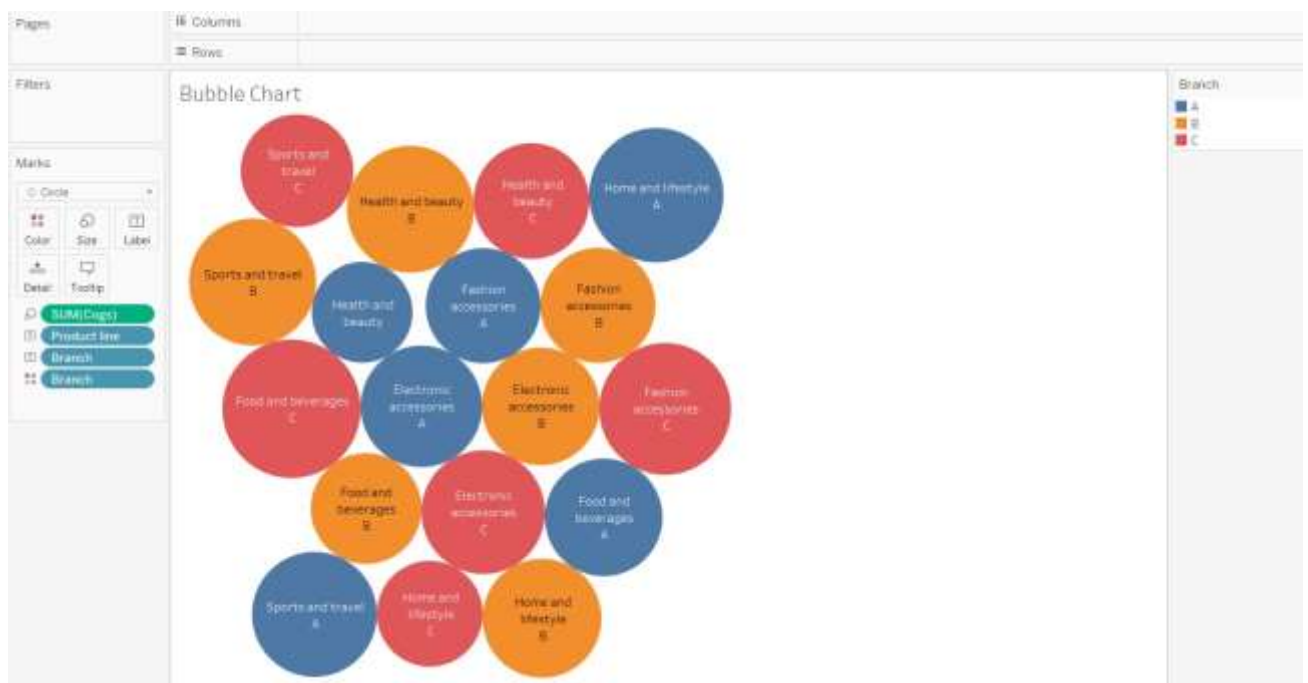 Pages
Columns
Rows
Filters
Bubble Chart
Branch
A
B
C
Marks
Circle
Color
Size
Label
Detail
Tooltip
SUM(Cogs)
Product line
Branch
Branch
Sports and
travel
C
Health and beauty
B
Health and
beauty
C
Home and lifestyle
A
Sports and travel
B
Health and
beauty
Fashion
accessories
A
Fashion
accessories
B
Food and beverages
C
Electronic
accessories
A
Electronic
accessories
B
Fashion
accessories
C
Food and
beverages
B
Electronic
accessories
C
Food and
beverages
A
Sports and travel
A
Home and
lifestyle
C
Home and
lifestyle
B